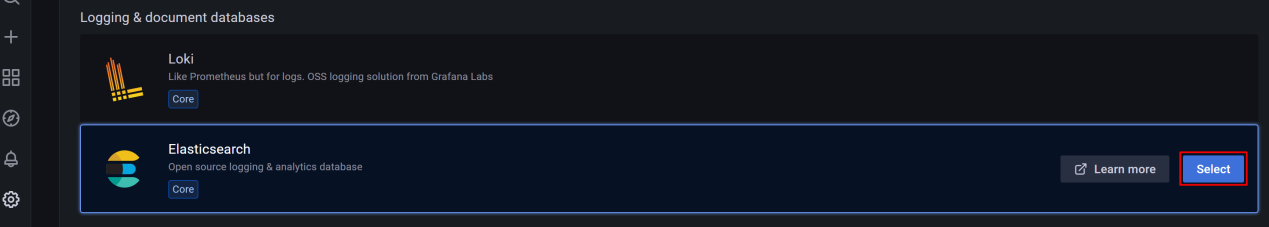 Logging & document databases
Loki
Like Prometheus but for logs. OSS logging solution from Grafana Labs
Core
Elasticsearch
Open source logging & analytics database
Core
Learn more
Select